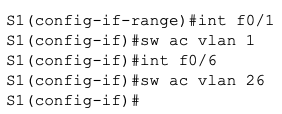 S1(config-if-range)#int f0/1
S1(config-if)#sw ac vlan 1
S1(config-if)#int f0/6
S1(config-if)#sw ac vlan 26
S1(config-if)#